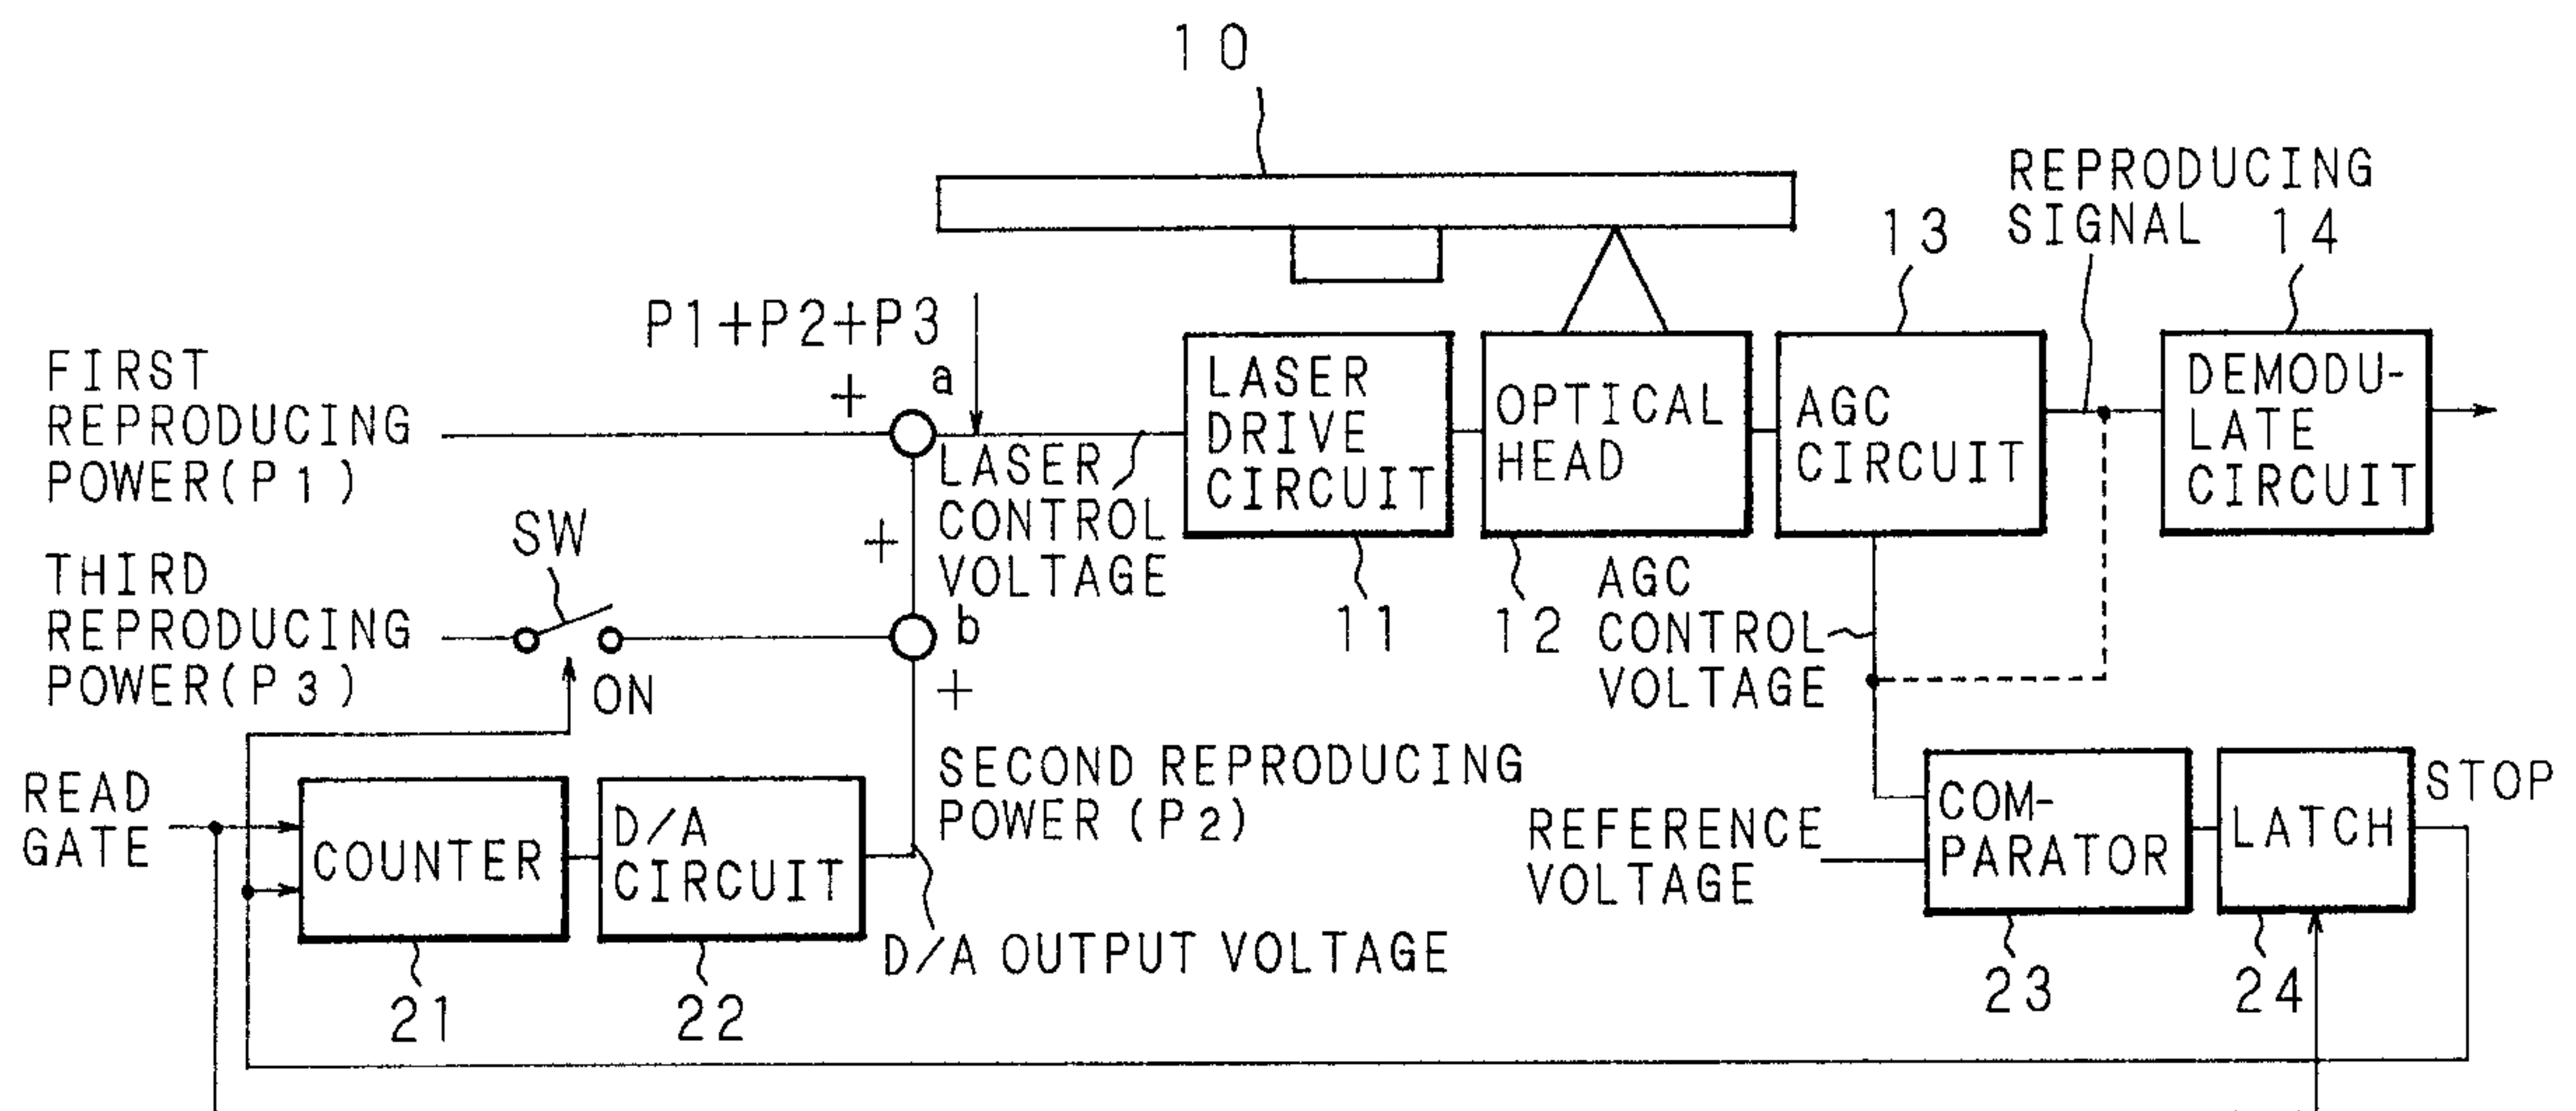 10
REPRODUCING
SIGNAL
13
14
P1+P2+P3
FIRST
REPRODUCING
POWER(P1)
+
a
LASER
CONTROL
VOLTAGE
LASER
DRIVE
CIRCUIT
OPTICAL
HEAD
AGC
CIRCUIT
DEMODU-
LATE
CIRCUIT
+
SW
THIRD
REPRODUCING
POWER(P3)
ON
b
+
11
12
AGC
CONTROL
VOLTAGE
READ
GATE
COUNTER
D/A
CIRCUIT
SECOND REPRODUCING
POWER (P2)
REFERENCE
VOLTAGE
COM-
PARATOR
LATCH
STOP
D/A OUTPUT VOLTAGE
21
22
23
24